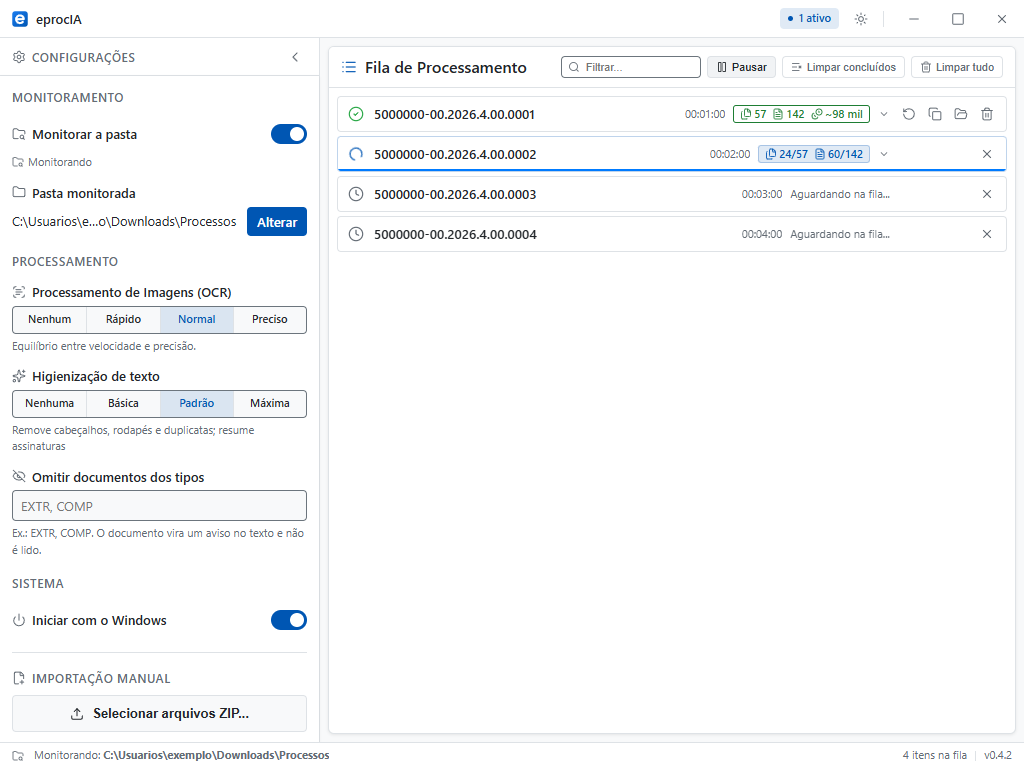 eprocIA
1 ativo
CONFIGURAÇÕES
MONITORAMENTO
Monitorar a pasta
Monitorando
Pasta monitorada
C:\Usuarios\e...o\Downloads\Processos
Alterar
PROCESSAMENTO
Processamento de Imagens (OCR)
Nenhum Rápido Normal Preciso
Equilíbrio entre velocidade e precisão.
Higienização de texto
Nenhuma Básica Padrão Máxima
Remove cabeçalhos, rodapés e duplicatas; resume
assinaturas
Omitir documentos dos tipos
EXTR, COMP
Ex.: EXTR, COMP. O documento vira um aviso no texto e não
é lido.
SISTEMA
Iniciar com o Windows
IMPORTAÇÃO MANUAL
Selecionar arquivos ZIP...
Fila de Processamento
Filtrar...
Pausar
Limpar concluídos
Limpar tudo
5000000-00.2026.4.00.0001 00:01:00 57 142 ~98 mil
5000000-00.2026.4.00.0002 00:02:00 24/57 60/142
5000000-00.2026.4.00.0003 00:03:00 Aguardando na fila...
5000000-00.2026.4.00.0004 00:04:00 Aguardando na fila...
Monitorando: C:\Usuarios\exemplo\Downloads\Processos
4 itens na fila
v0.4.2